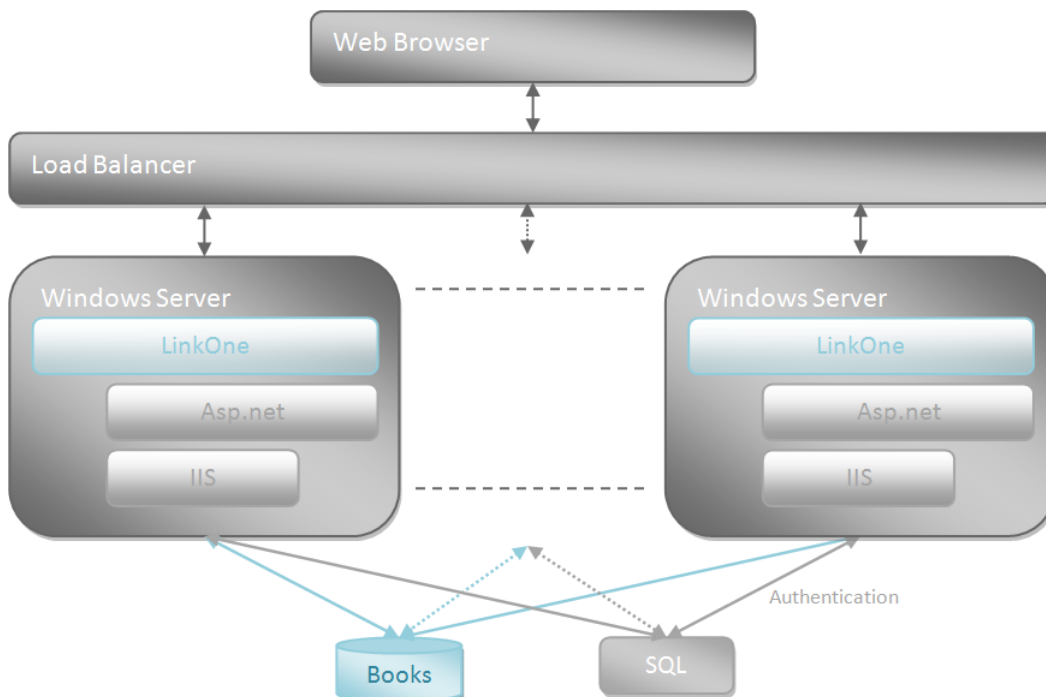 Web Browser
Load Balancer
Windows Server
LinkOne
Asp.net
IIS
Windows Server
LinkOne
Asp.net
IIS
Authentication
Books
SQL